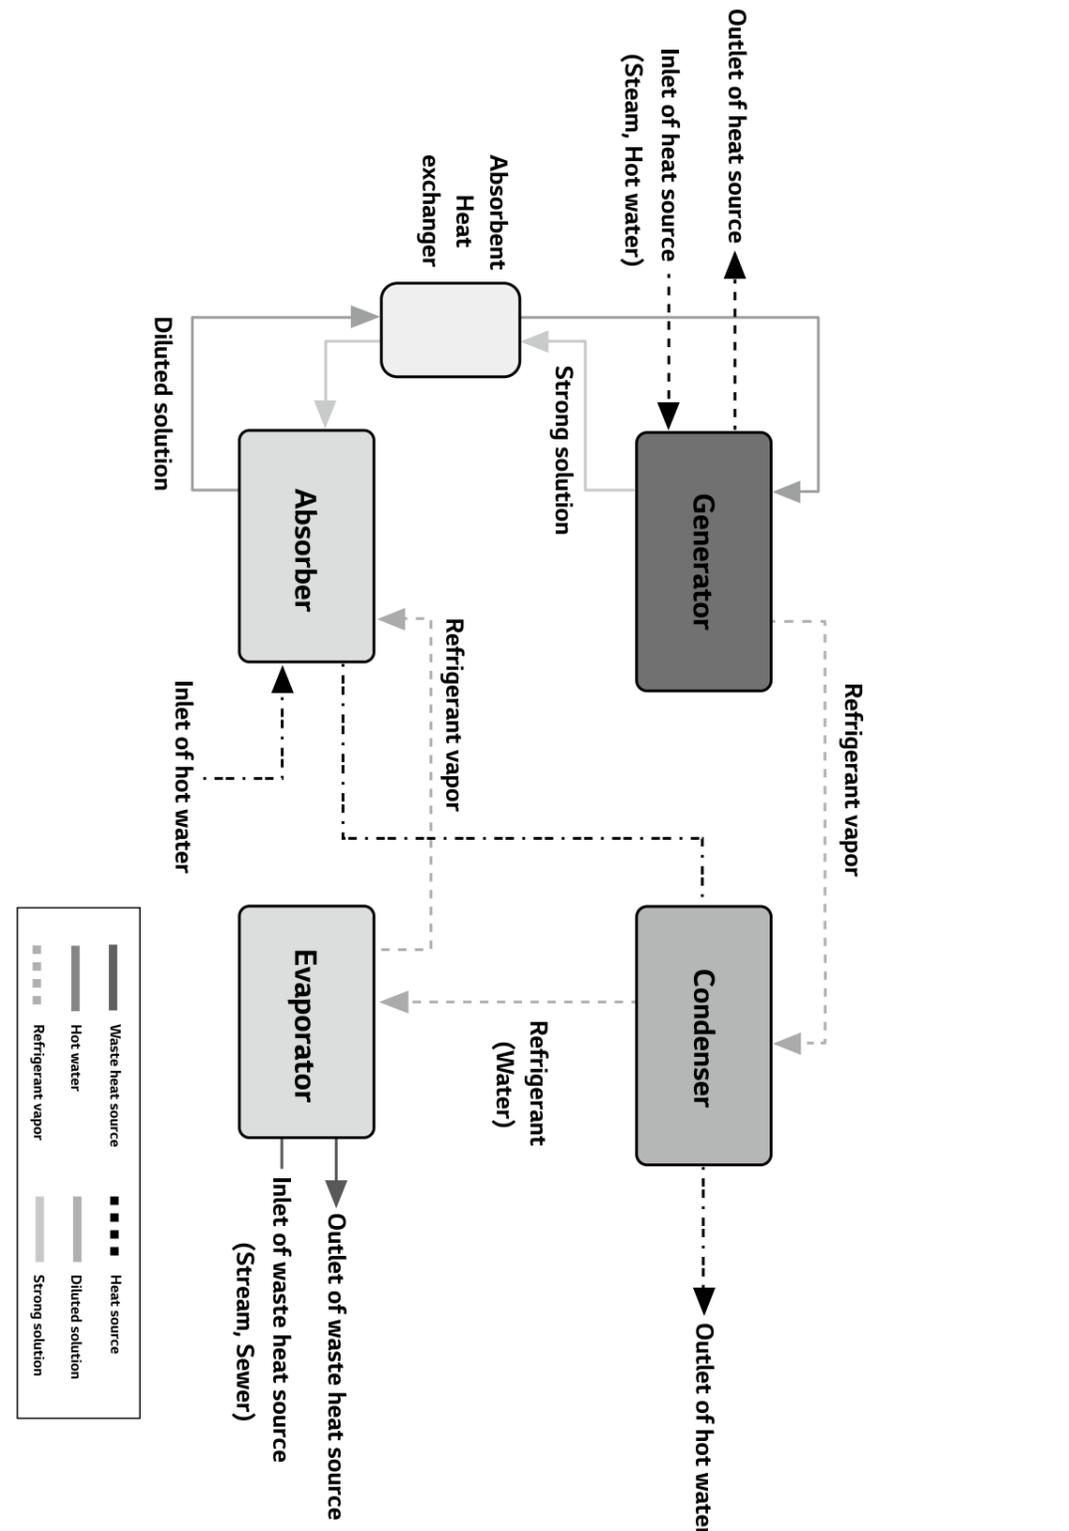 Refrigerant vapor
Outlet of heat source
Generator
Condenser
Outlet of hot water
Inlet of heat source
(Steam, Hot water)
Strong solution
Refrigerant
(Water)
Absorbent
Heat
exchanger
Refrigerant vapor
Absorber
Evaporator
Outlet of waste heat source
Inlet of waste heat source
(Stream, Sewer)
Diluted solution
Inlet of hot water
Waste heat source
Heat source
Hot water
Diluted solution
Refrigerant vapor
Strong solution